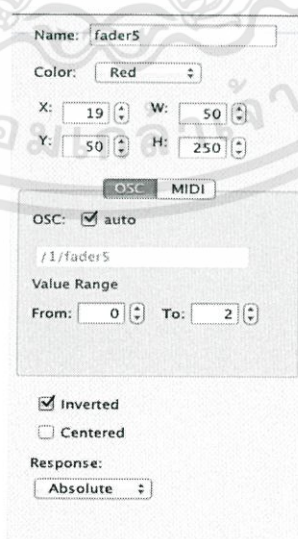 Name: fader5
Color: Red
X: 19 W: 50
Y: 50 H: 250
OSC MIDI
OSC: auto
/1/fader5
Value Range
From: 0 To: 2
Inverted
Centered
Response:
Absolute